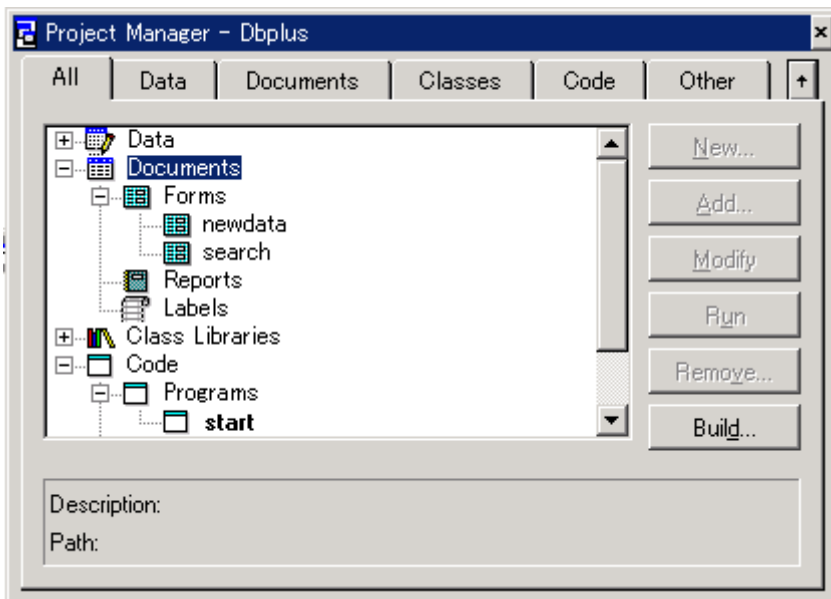 Project Manager - Dbplus
All Data Documents Classes Code Other
Data
Documents
Forms
newdata
search
Reports
Labels
Class Libraries
Code
Programs
start
New...
Add...
Modify
Run
Remove...
Build...
Description:
Path: